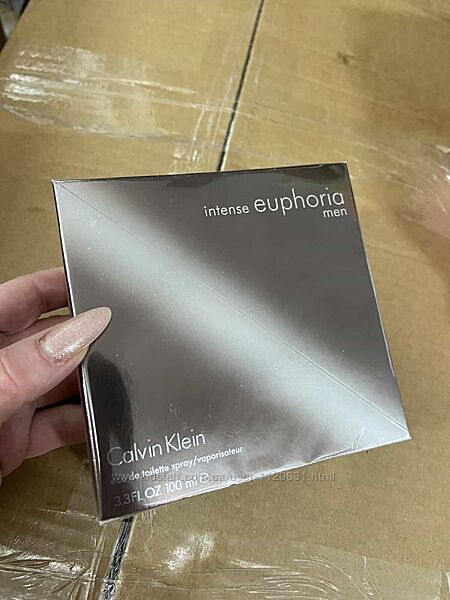 intense euphoria
men
Calvin Klein
eau de toilette spray/vaporisateur
3.3 FL OZ 100 ml e